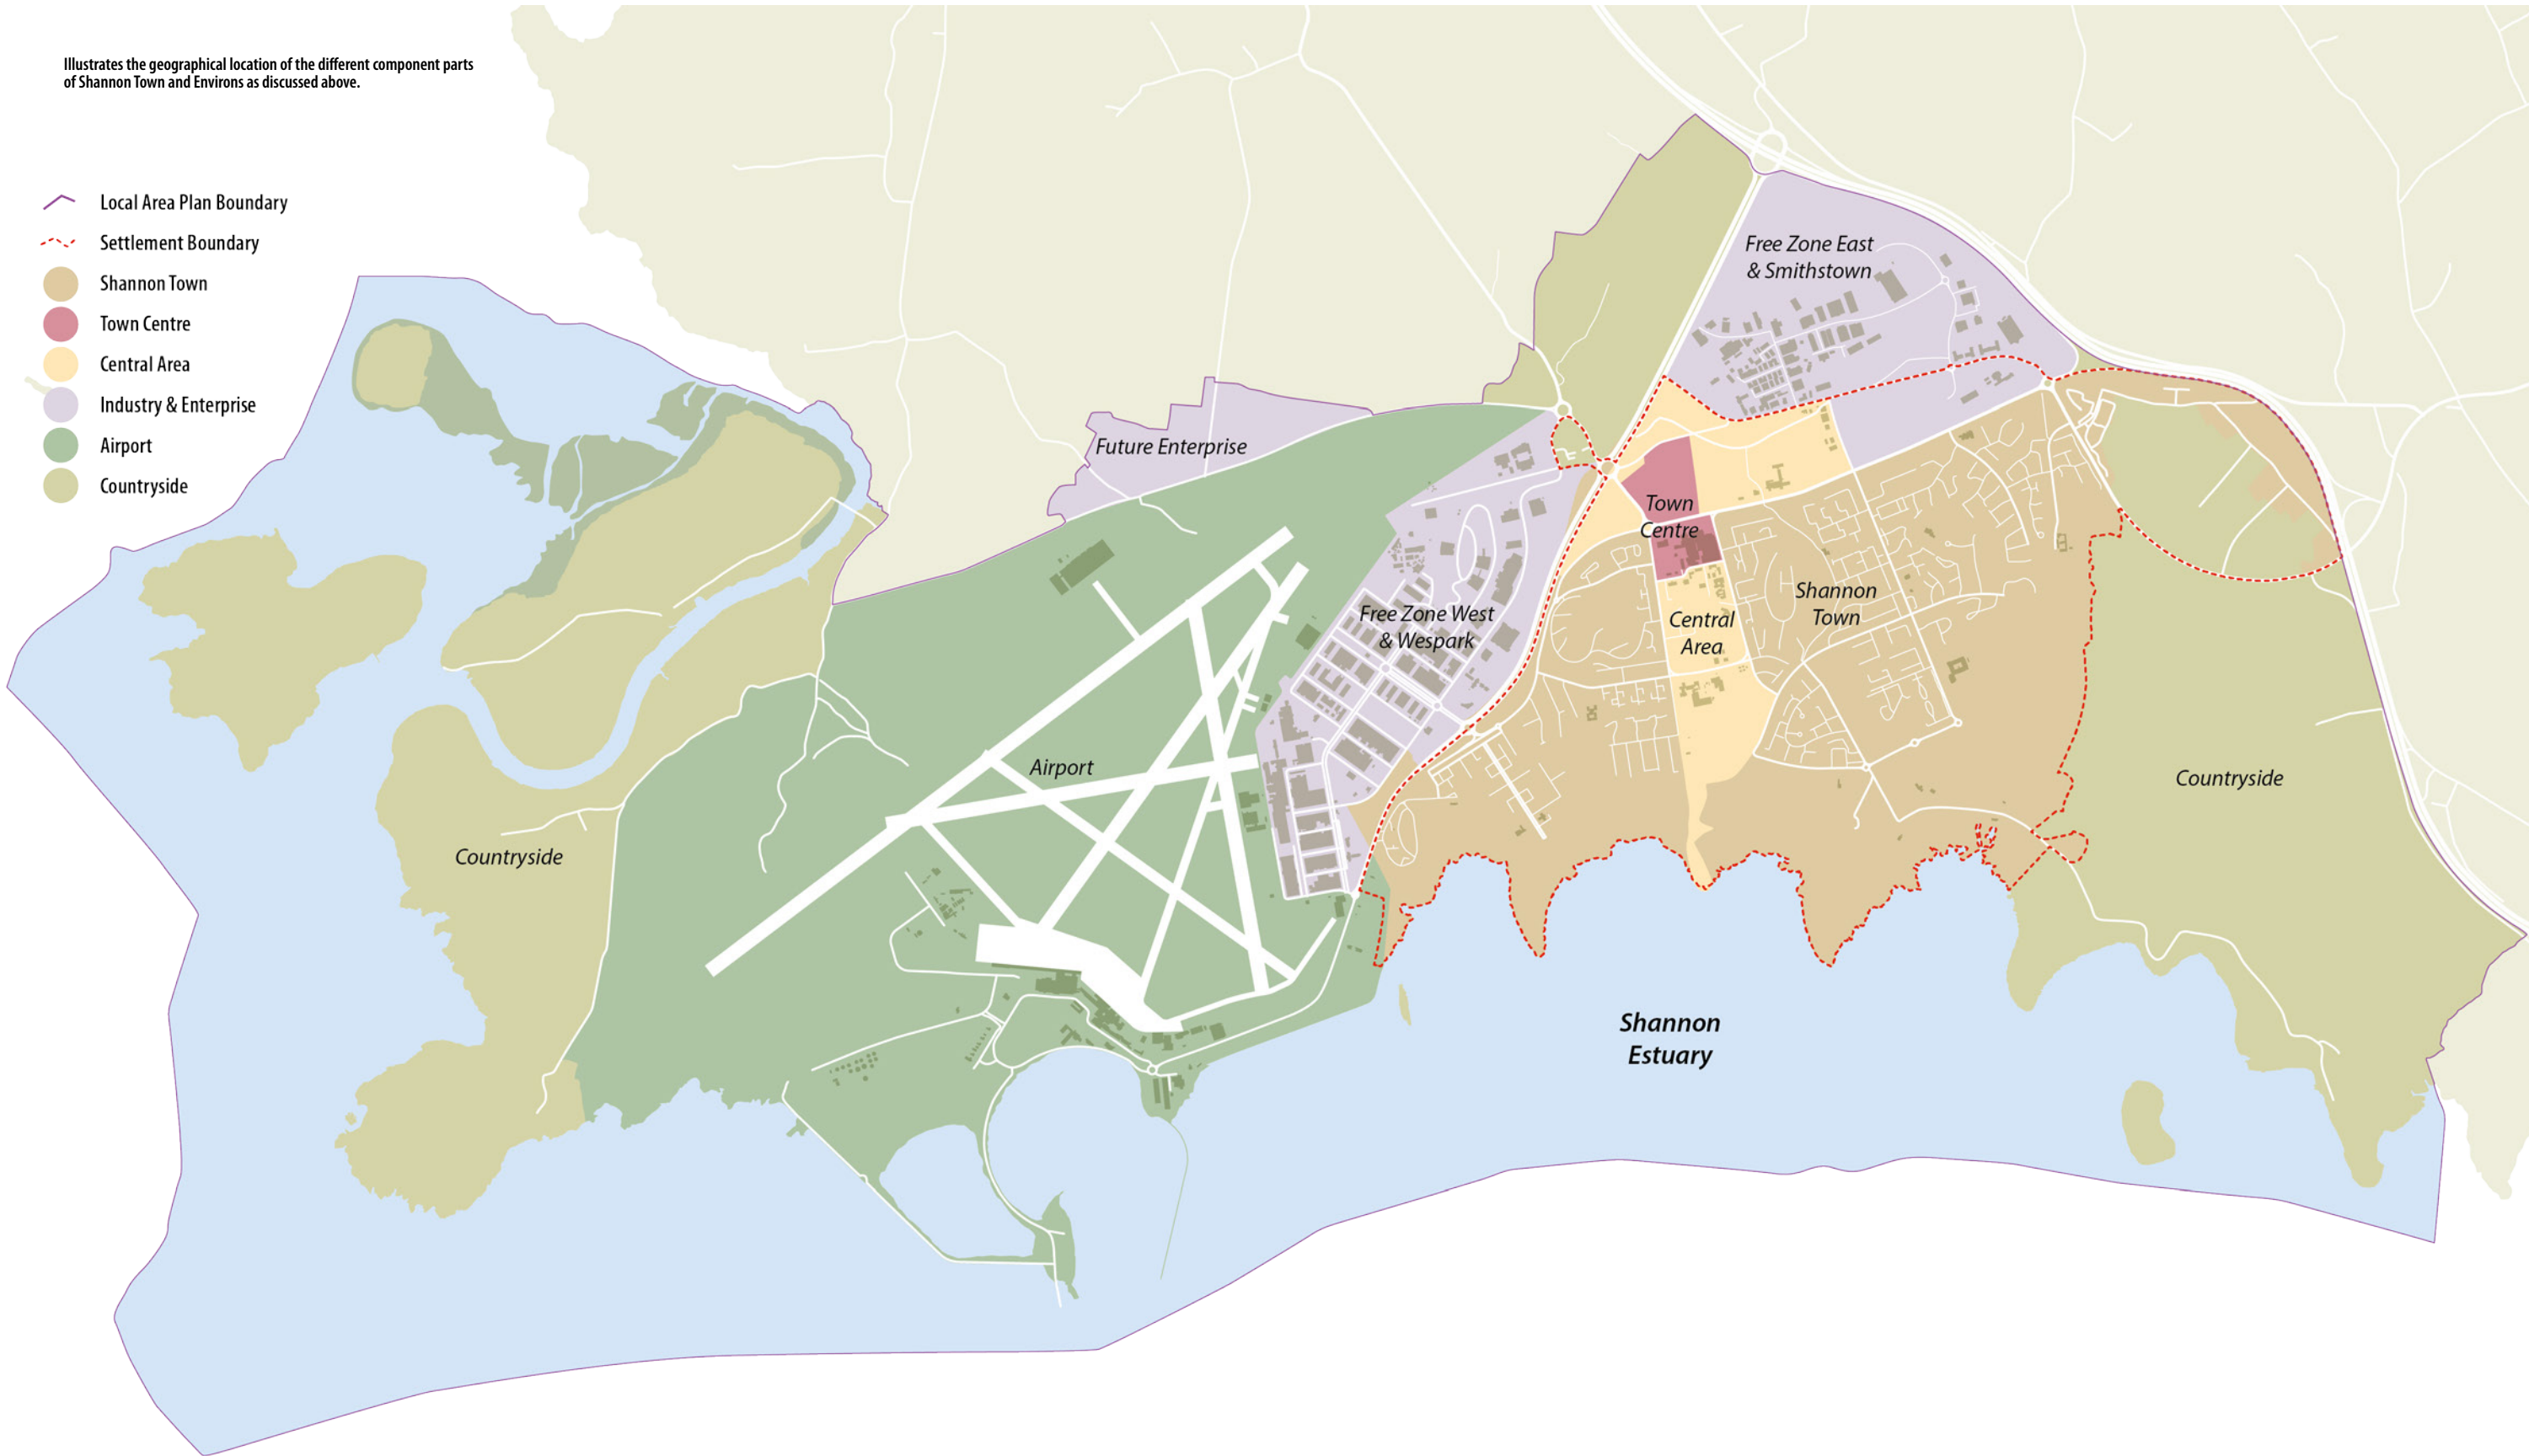 Illustrates the geographical location of the different component parts
of Shannon Town and Environs as discussed above.
Local Area Plan Boundary
Settlement Boundary
Shannon Town
Town Centre
Central Area
Industry & Enterprise
Airport
Countryside
Free Zone East
& Smithstown
Future Enterprise
Town
Centre
Shannon
Town
Free Zone West
& Wespark
Central
Area
Airport
Countryside
Countryside
Shannon
Estuary